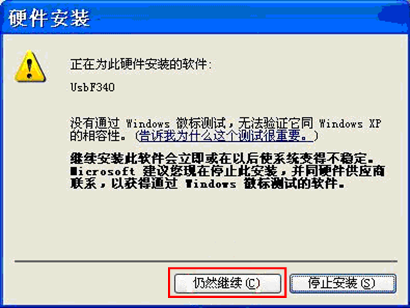 硬件安装
正在为此硬件安装的软件:
UsbF340
没有通过 Windows 徽标测试,无法验证它同 Windows XP
的相容性。(告诉我为什么这个测试很重要。)
继续安装此软件会立即或在以后使系统变得不稳定。
Microsoft 建议您现在停止此安装,并同硬件供应商
联系,以获得通过 Windows 徽标测试的软件。
仍然继续(C)
停止安装(S)